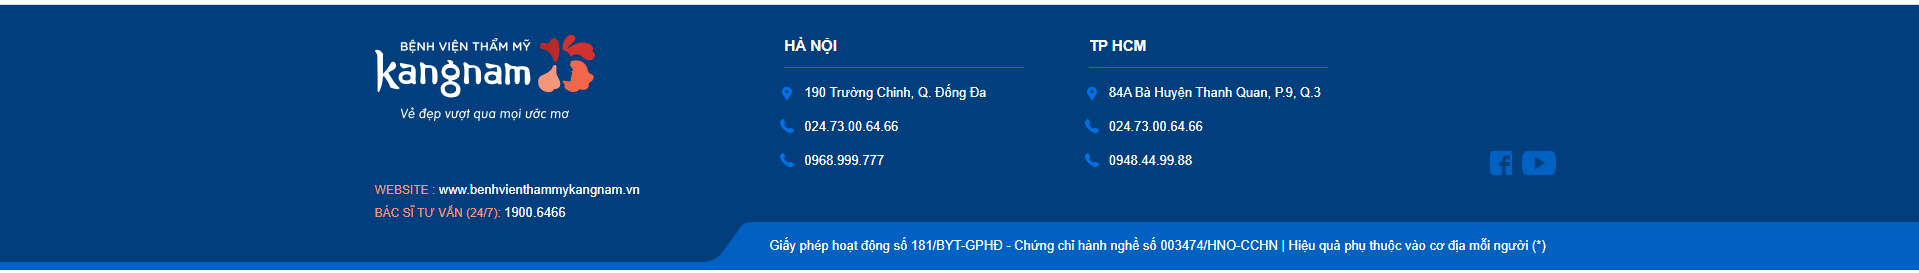 BỆNH VIỆN THẨM MỸ
kangnam
Vẻ đẹp vượt qua mọi ước mơ
WEBSITE : www.benhvienthammykangnam.vn
BÁC SĨ TƯ VẤN (24/7): 1900.6466
HÀ NỘI
190 Trường Chinh, Q. Đống Đa
024.73.00.64.66
0968.999.777
TP HCM
84A Bà Huyện Thanh Quan, P.9, Q.3
024.73.00.64.66
0948.44.99.88
Giấy phép hoạt động số 181/BYT-GPHĐ - Chứng chỉ hành nghề số 003474/HNO-CCHN | Hiệu quả phụ thuộc vào cơ địa mỗi người (*)